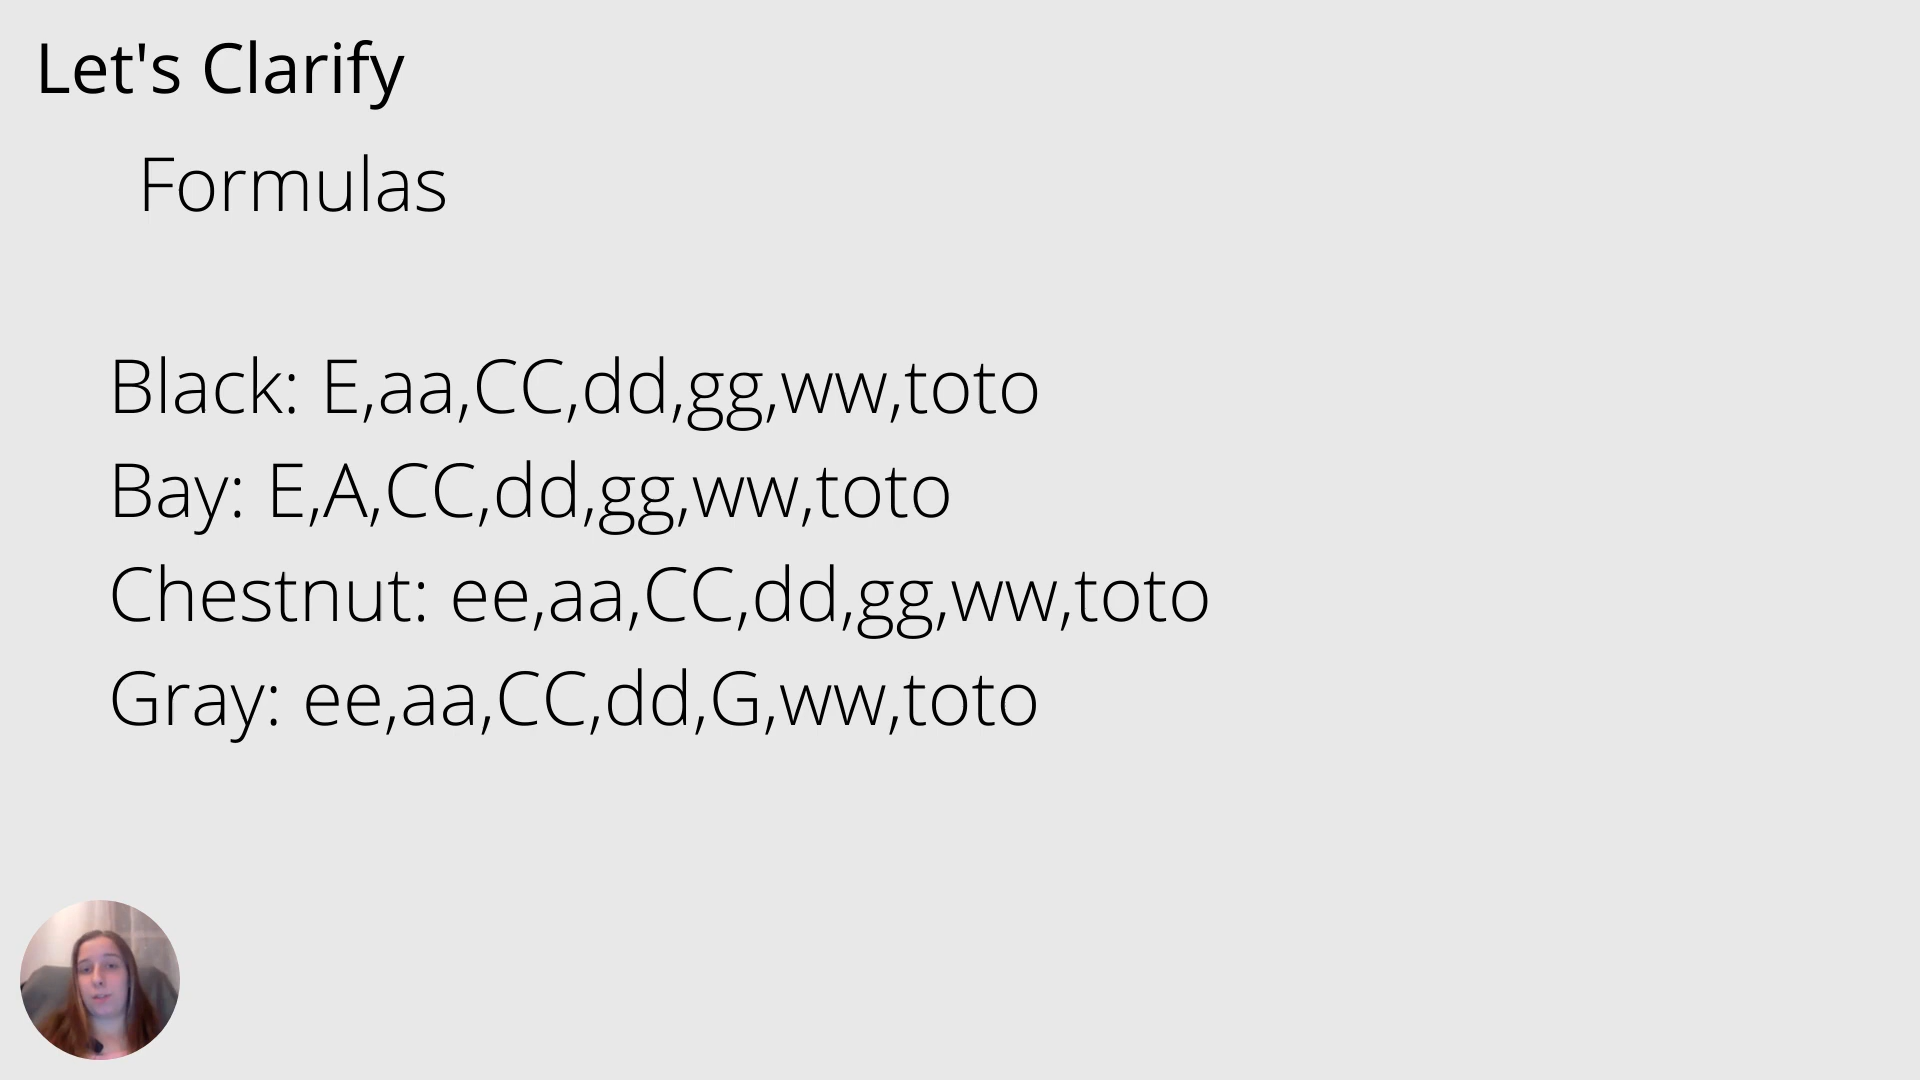 Let's Clarify
Formulas
Black: E,aa,CC,dd,gg,ww,toto
Bay: E,A,CC,dd,gg,ww,toto
Chestnut: ee,aa,CC,dd,gg,ww,toto
Gray: ee,aa,CC,dd,G,ww,toto